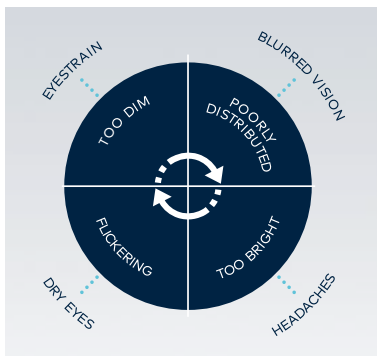 EYESTRAIN
BLURRED VISION
TOO DIM
POORLY
DISTRIBUTED
FLICKERING
TOO BRIGHT
DRY EYES
HEADACHES